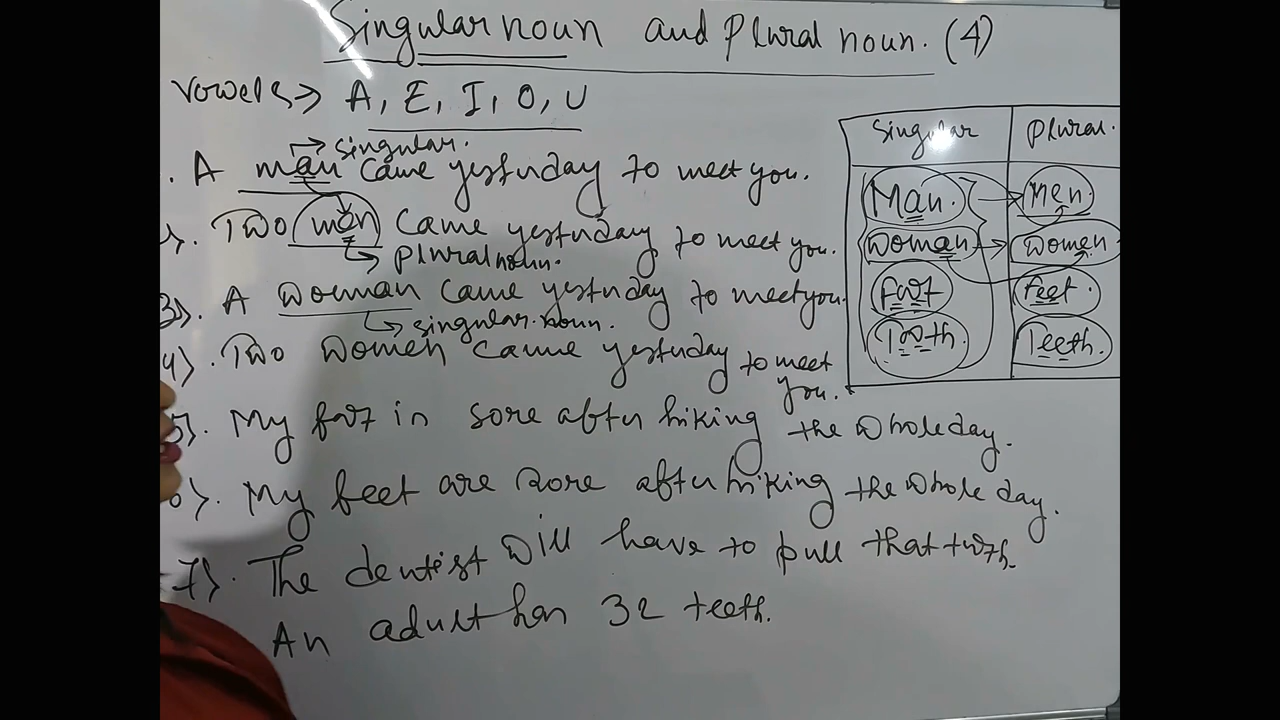 Singular noun and Plural noun. (4)
Vowels → A, E, I, O, U
→ singular.
. A man came yesterday to meet you.
). Two men came yesterday to meet you.
→ plural noun.
3). A woman came yesterday to meet you.
→ singular noun.
4). Two women came yesterday to meet
you.
5). My foot is sore after hiking the whole day.
6). My feet are sore after hiking the whole day.
7). The dentist will have to pull that tooth.
An adult has 32 teeth.
Singular Plural.
Man. Men.
Woman Women
Foot Feet.
Tooth. Teeth.